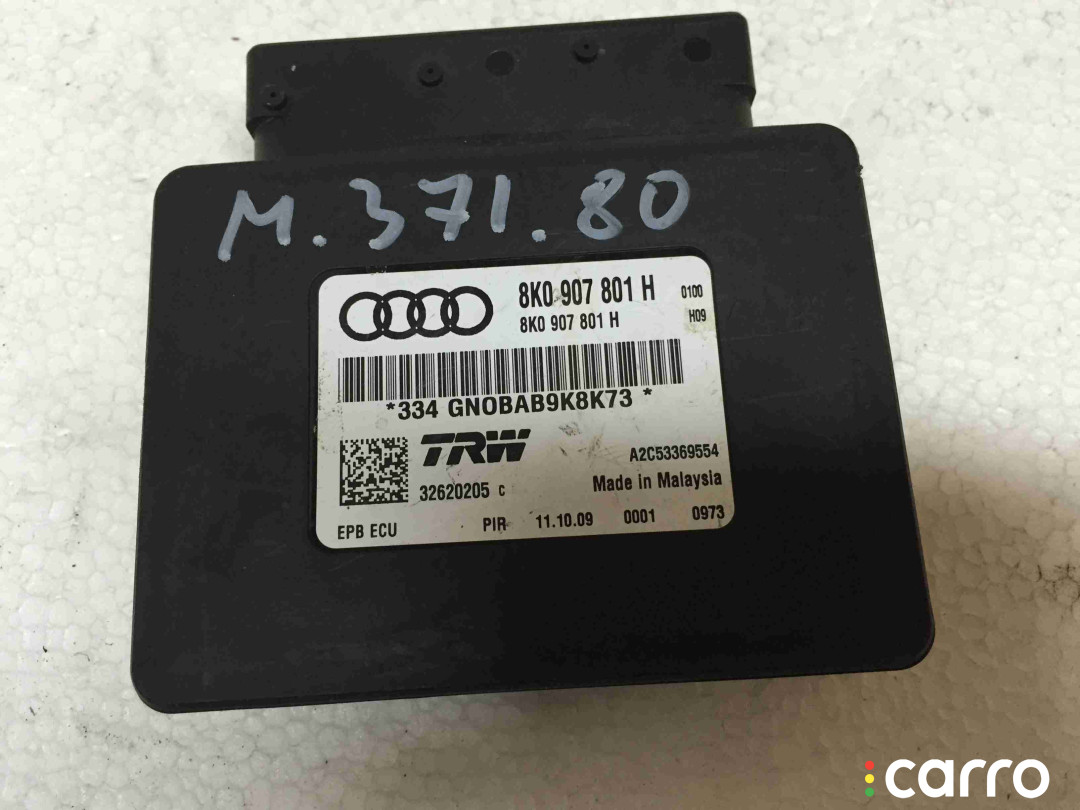 M.371.80
8K0 907 801 H 0100
8K0 907 801 H H09
*334 GNOBAB9K8K73 *
TRW A2C53369554
32620205 C Made in Malaysia
EPB ECU PIR 11.10.09 0001 0973
carro